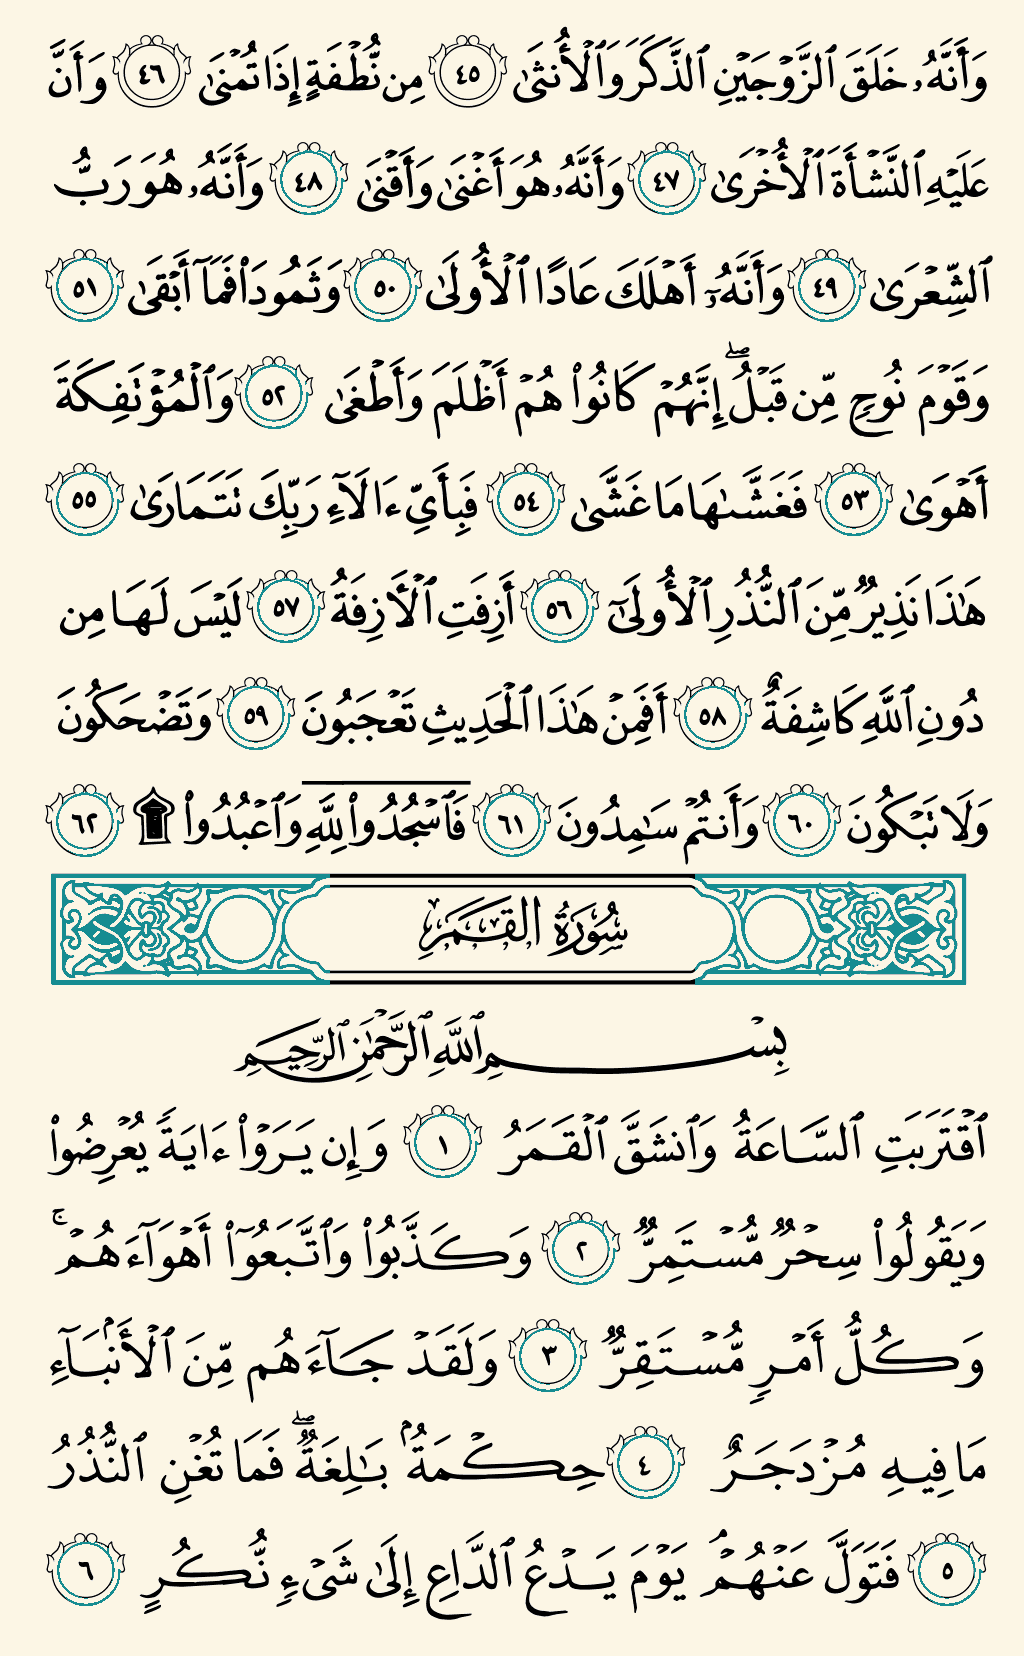 وَأَنَّهُۥ خَلَقَ ٱلزَّوۡجَيۡنِ ٱلذَّكَرَ وَٱلۡأُنثَىٰ ٤٥ مِن نُّطۡفَةٍ إِذَا تُمۡنَىٰ ٤٦ وَأَنَّ
عَلَيۡهِ ٱلنَّشۡأَةَ ٱلۡأُخۡرَىٰ ٤٧ وَأَنَّهُۥ هُوَ أَغۡنَىٰ وَأَقۡنَىٰ ٤٨ وَأَنَّهُۥ هُوَ رَبُّ
ٱلشِّعۡرَىٰ ٤٩ وَأَنَّهُۥٓ أَهۡلَكَ عَادًا ٱلۡأُولَىٰ ٥٠ وَثَمُودَاْ فَمَآ أَبۡقَىٰ ٥١
وَقَوۡمَ نُوحٖ مِّن قَبۡلُۖ إِنَّهُمۡ كَانُواْ هُمۡ أَظۡلَمَ وَأَطۡغَىٰ ٥٢ وَٱلۡمُؤۡتَفِكَةَ
أَهۡوَىٰ ٥٣ فَغَشَّىٰهَا مَا غَشَّىٰ ٥٤ فَبِأَيِّ ءَالَآءِ رَبِّكَ تَتَمَارَىٰ ٥٥
هَٰذَا نَذِيرٞ مِّنَ ٱلنُّذُرِ ٱلۡأُولَىٰٓ ٥٦ أَزِفَتِ ٱلۡأٓزِفَةُ ٥٧ لَيۡسَ لَهَا مِن
دُونِ ٱللَّهِ كَاشِفَةٌ ٥٨ أَفَمِنۡ هَٰذَا ٱلۡحَدِيثِ تَعۡجَبُونَ ٥٩ وَتَضۡحَكُونَ
وَلَا تَبۡكُونَ ٦٠ وَأَنتُمۡ سَٰمِدُونَ ٦١ فَٱسۡجُدُواْ لِلَّهِ وَٱعۡبُدُواْ ۩ ٦٢
سُورَةُ القَمَرِ
بِسۡمِ ٱللَّهِ ٱلرَّحۡمَٰنِ ٱلرَّحِيمِ
ٱقۡتَرَبَتِ ٱلسَّاعَةُ وَٱنشَقَّ ٱلۡقَمَرُ ١ وَإِن يَرَوۡاْ ءَايَةٗ يُعۡرِضُواْ
وَيَقُولُواْ سِحۡرٞ مُّسۡتَمِرّٞ ٢ وَكَذَّبُواْ وَٱتَّبَعُوٓاْ أَهۡوَآءَهُمۡۚ
وَكُلُّ أَمۡرٖ مُّسۡتَقِرّٞ ٣ وَلَقَدۡ جَآءَهُم مِّنَ ٱلۡأَنۢبَآءِ
مَا فِيهِ مُزۡدَجَرٌ ٤ حِكۡمَةُۢ بَٰلِغَةٞۖ فَمَا تُغۡنِ ٱلنُّذُرُ
٥ فَتَوَلَّ عَنۡهُمۡۘ يَوۡمَ يَدۡعُ ٱلدَّاعِ إِلَىٰ شَيۡءٖ نُّكُرٍ ٦